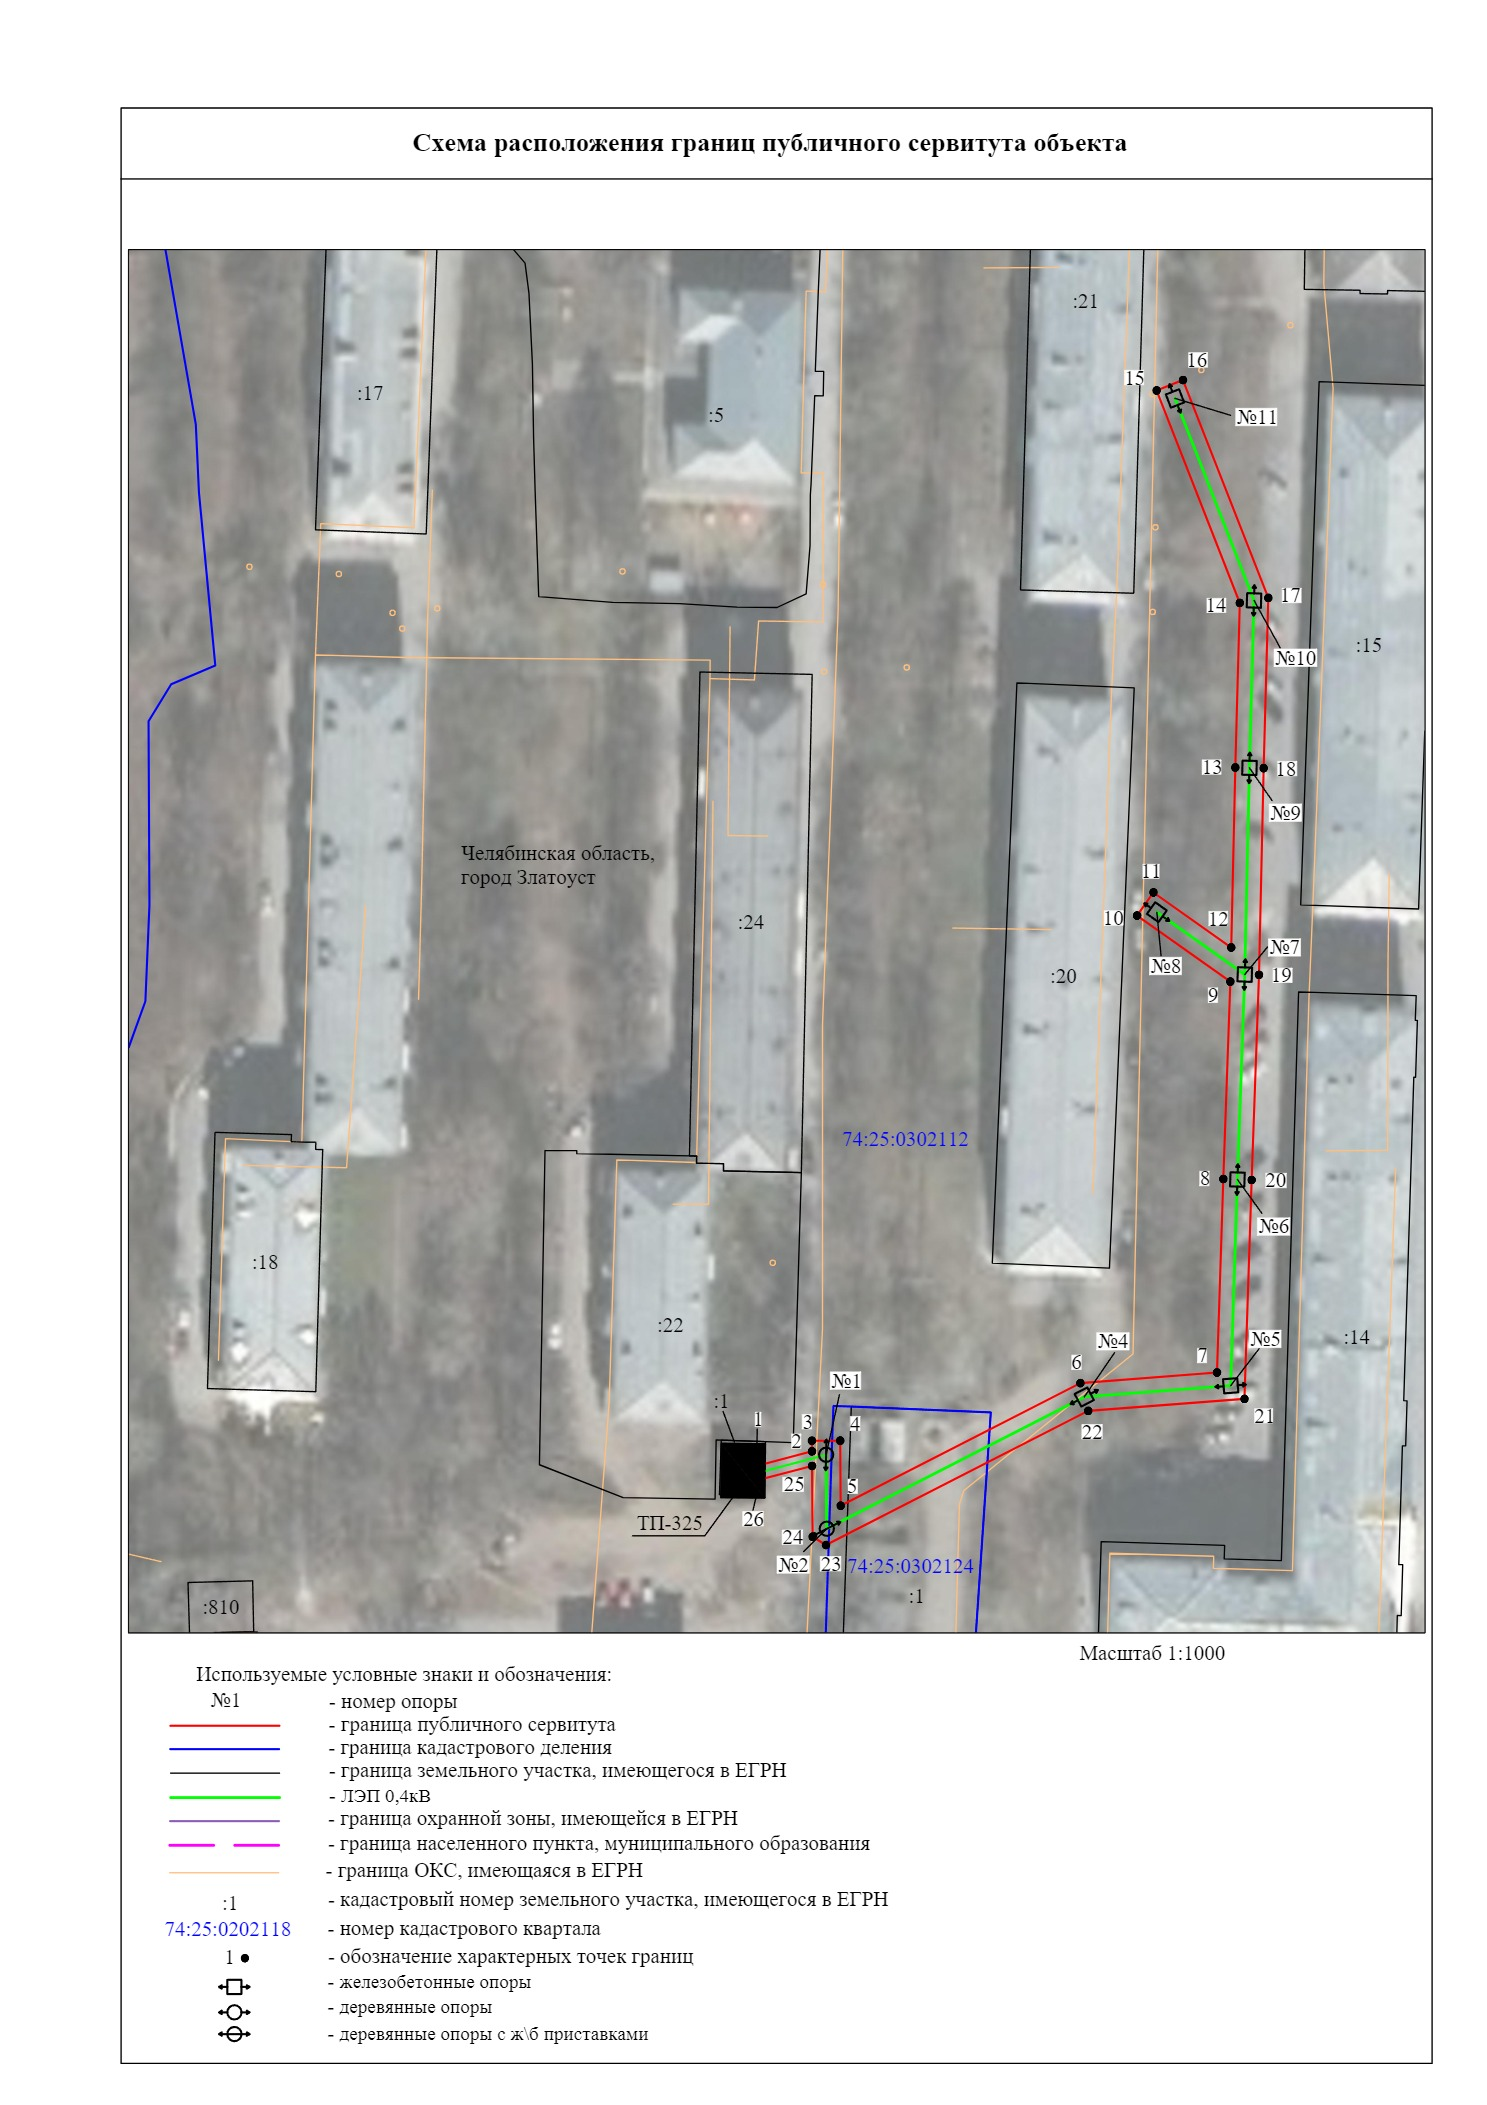 Схема расположения границ публичного сервитута объекта
:21
16
15
:17
:5
№11
17
14
:15
№10
13
18
№9
Челябинская область,
город Златоуст
11
10
12
:24
№7
№8
:20
19
9
74:25:0302112
8
20
№6
:18
:22
:14
№5
№4
7
6
№1
:1
1
3
4
2
21
22
25
5
26
ТП-325
24
№2
23
74:25:0302124
:1
:810
Масштаб 1:1000
Используемые условные знаки и обозначения:
№1 - номер опоры
- граница публичного сервитута
- граница кадастрового деления
- граница земельного участка, имеющегося в ЕГРН
- ЛЭП 0,4кВ
- граница охранной зоны, имеющейся в ЕГРН
- граница населенного пункта, муниципального образования
- граница ОКС, имеющаяся в ЕГРН
:1 - кадастровый номер земельного участка, имеющегося в ЕГРН
74:25:0202118 - номер кадастрового квартала
1 - обозначение характерных точек границ
- железобетонные опоры
- деревянные опоры
- деревянные опоры с ж\б приставками